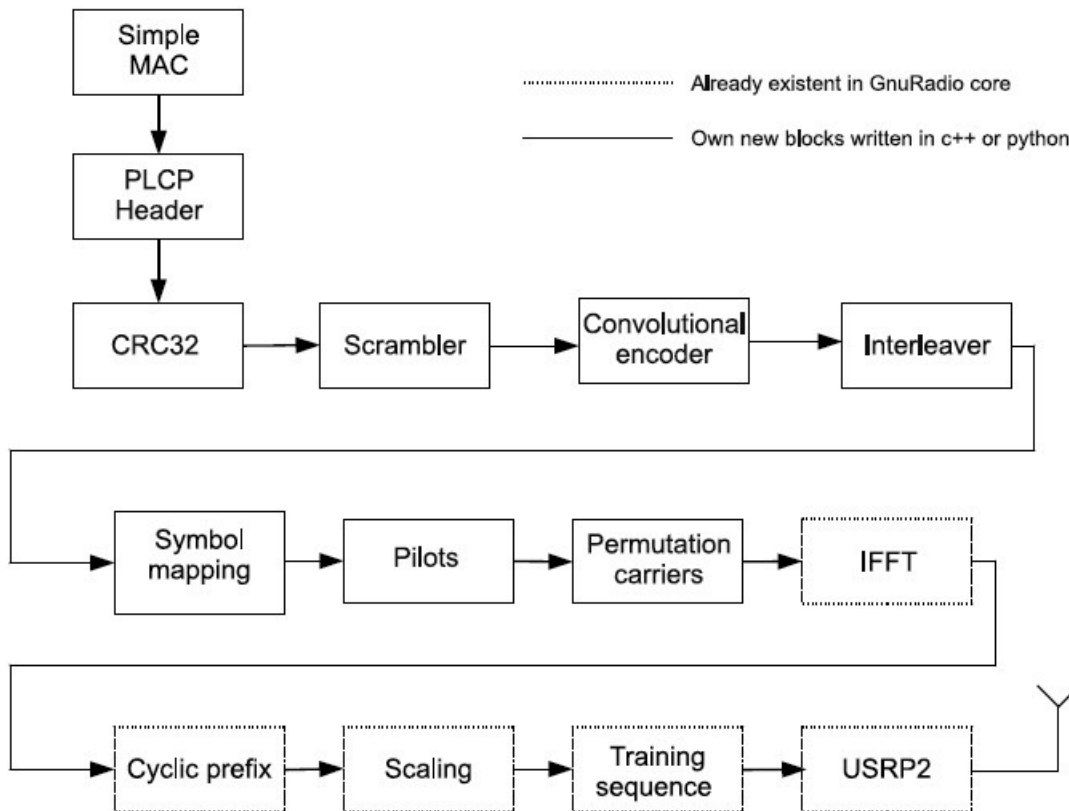 Simple
MAC
Already existent in GnuRadio core
Own new blocks written in c++ or python
PLCP
Header
CRC32
Scrambler
Convolutional
encoder
Interleaver
Symbol
mapping
Pilots
Permutation
carriers
IFFT
Cyclic prefix
Scaling
Training
sequence
USRP2